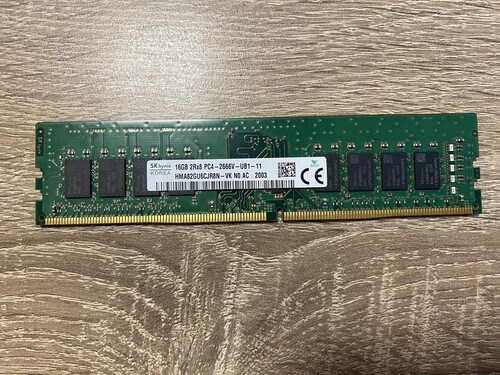 SK hynix
KOREA
16GB 2Rx8 PC4-2666V-UB1-11
HMA82GU6CJR8N-VK N0 AC 2003
CE